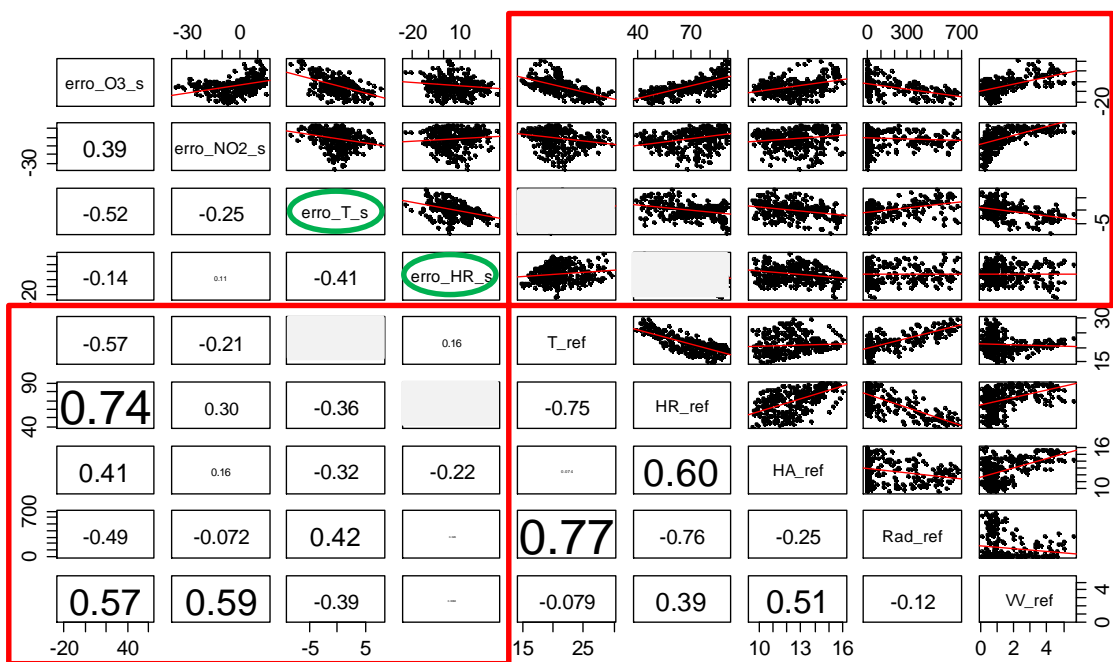 -30 0 -20 10 40 70 0 300 700
erro_O3_s -20
-30 0.39 erro_NO2_s
-0.52 -0.25 erro_T_s -5
-20 -0.14 0.11 -0.41 erro_HR_s
-0.57 -0.21 0.16 T_ref 15 30
40 90 0.74 0.30 -0.36 -0.75 HR_ref
0.41 0.16 -0.32 -0.22 0.60 HA_ref 10 16
0 700 -0.49 -0.072 0.42 0.77 -0.76 -0.25 Rad_ref
0.57 0.59 -0.39 -0.079 0.39 0.51 -0.12 VV_ref 0 4
-20 40 -5 5 15 25 10 13 16 0 2 4